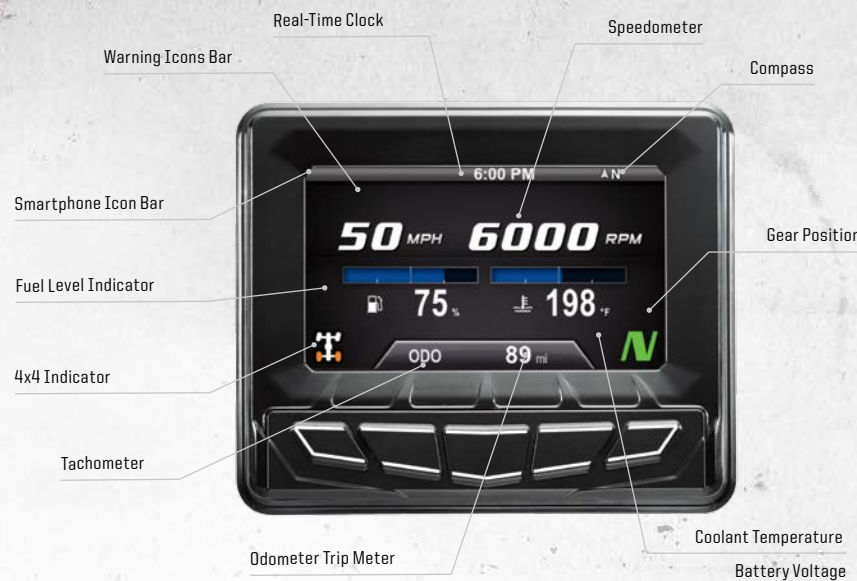 Real-Time Clock
Speedometer
Warning Icons Bar
Compass
6:00 PM
N
Smartphone Icon Bar
50 MPH
6000 RPM
Gear Position
Fuel Level Indicator
75 %
198 °F
N
4x4 Indicator
ODO
89 mi
Tachometer
Odometer Trip Meter
Coolant Temperature
Battery Voltage